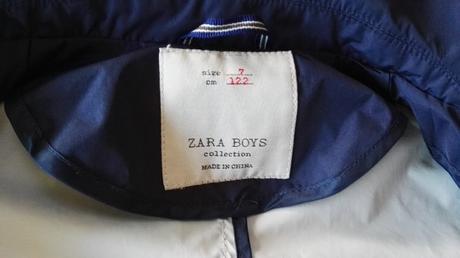 size 7
cm 122
ZARA BOYS
collection
MADE IN CHINA